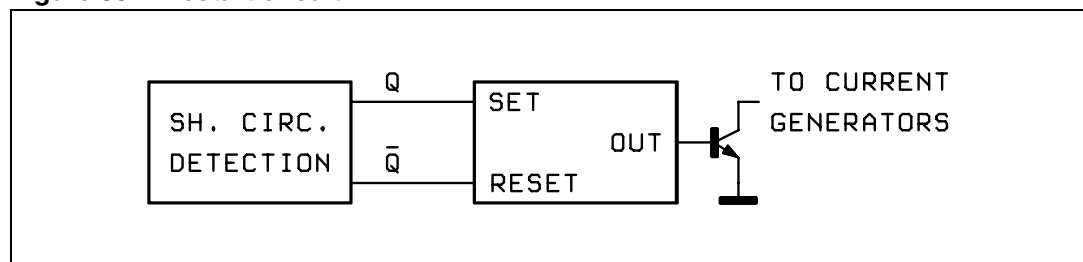 Q
SH. CIRC.
DETECTION
Q̄
SET
OUT
RESET
TO CURRENT
GENERATORS